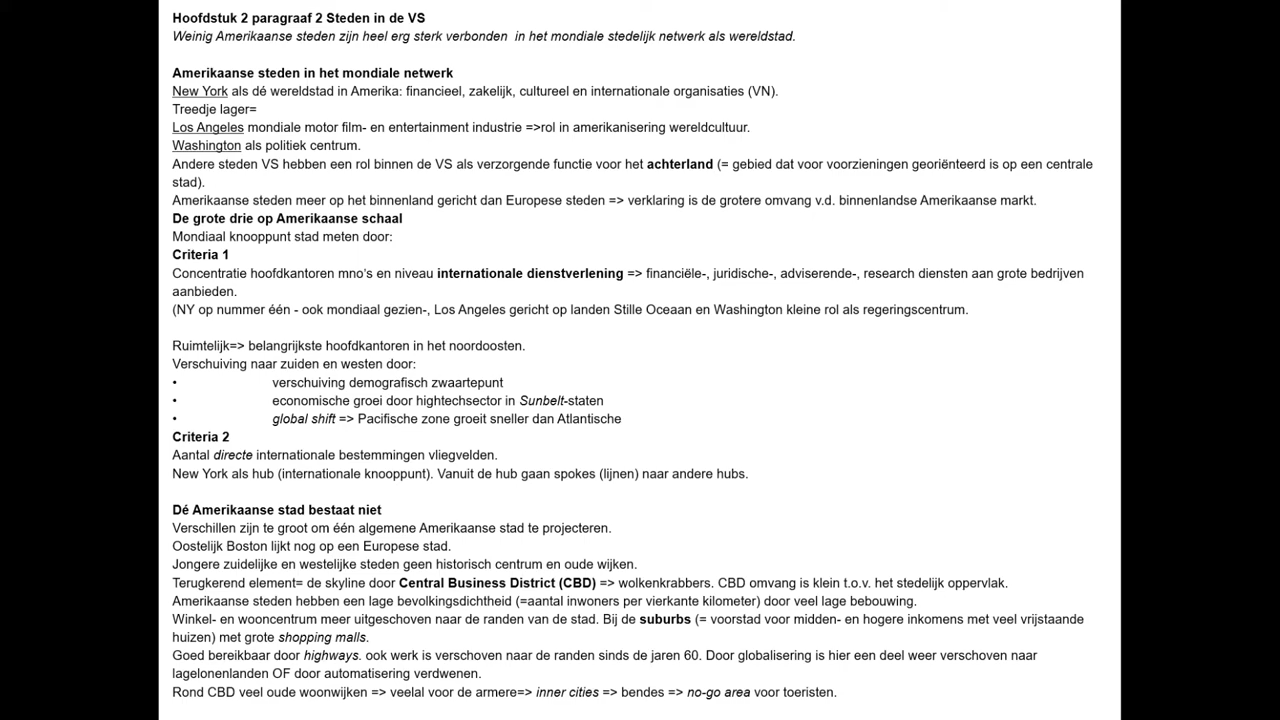 Hoofdstuk 2 paragraaf 2 Steden in de VS
Weinig Amerikaanse steden zijn heel erg sterk verbonden in het mondiale stedelijk netwerk als wereldstad.
Amerikaanse steden in het mondiale netwerk
New York als dé wereldstad in Amerika: financieel, zakelijk, cultureel en internationale organisaties (VN).
Treedje lager=
Los Angeles mondiale motor film- en entertainment industrie =>rol in amerikanisering wereldcultuur.
Washington als politiek centrum.
Andere steden VS hebben een rol binnen de VS als verzorgende functie voor het achterland (= gebied dat voor voorzieningen georiënteerd is op een centrale
stad).
Amerikaanse steden meer op het binnenland gericht dan Europese steden => verklaring is de grotere omvang v.d. binnenlandse Amerikaanse markt.
De grote drie op Amerikaanse schaal
Mondiaal knooppunt stad meten door:
Criteria 1
Concentratie hoofdkantoren mno's en niveau internationale dienstverlening => financiële-, juridische-, adviserende-, research diensten aan grote bedrijven
aanbieden.
(NY op nummer één - ook mondiaal gezien-, Los Angeles gericht op landen Stille Oceaan en Washington kleine rol als regeringscentrum.
Ruimtelijk=> belangrijkste hoofdkantoren in het noordoosten.
Verschuiving naar zuiden en westen door:
• verschuiving demografisch zwaartepunt
• economische groei door hightechsector in Sunbelt-staten
• global shift => Pacifische zone groeit sneller dan Atlantische
Criteria 2
Aantal directe internationale bestemmingen vliegvelden.
New York als hub (internationale knooppunt). Vanuit de hub gaan spokes (lijnen) naar andere hubs.
Dé Amerikaanse stad bestaat niet
Verschillen zijn te groot om één algemene Amerikaanse stad te projecteren.
Oostelijk Boston lijkt nog op een Europese stad.
Jongere zuidelijke en westelijke steden geen historisch centrum en oude wijken.
Terugkerend element= de skyline door Central Business District (CBD) => wolkenkrabbers. CBD omvang is klein t.o.v. het stedelijk oppervlak.
Amerikaanse steden hebben een lage bevolkingsdichtheid (=aantal inwoners per vierkante kilometer) door veel lage bebouwing.
Winkel- en wooncentrum meer uitgeschoven naar de randen van de stad. Bij de suburbs (= voorstad voor midden- en hogere inkomens met veel vrijstaande
huizen) met grote shopping malls.
Goed bereikbaar door highways. ook werk is verschoven naar de randen sinds de jaren 60. Door globalisering is hier een deel weer verschoven naar
lagelonenlanden OF door automatisering verdwenen.
Rond CBD veel oude woonwijken => veelal voor de armere=> inner cities => bendes => no-go area voor toeristen.